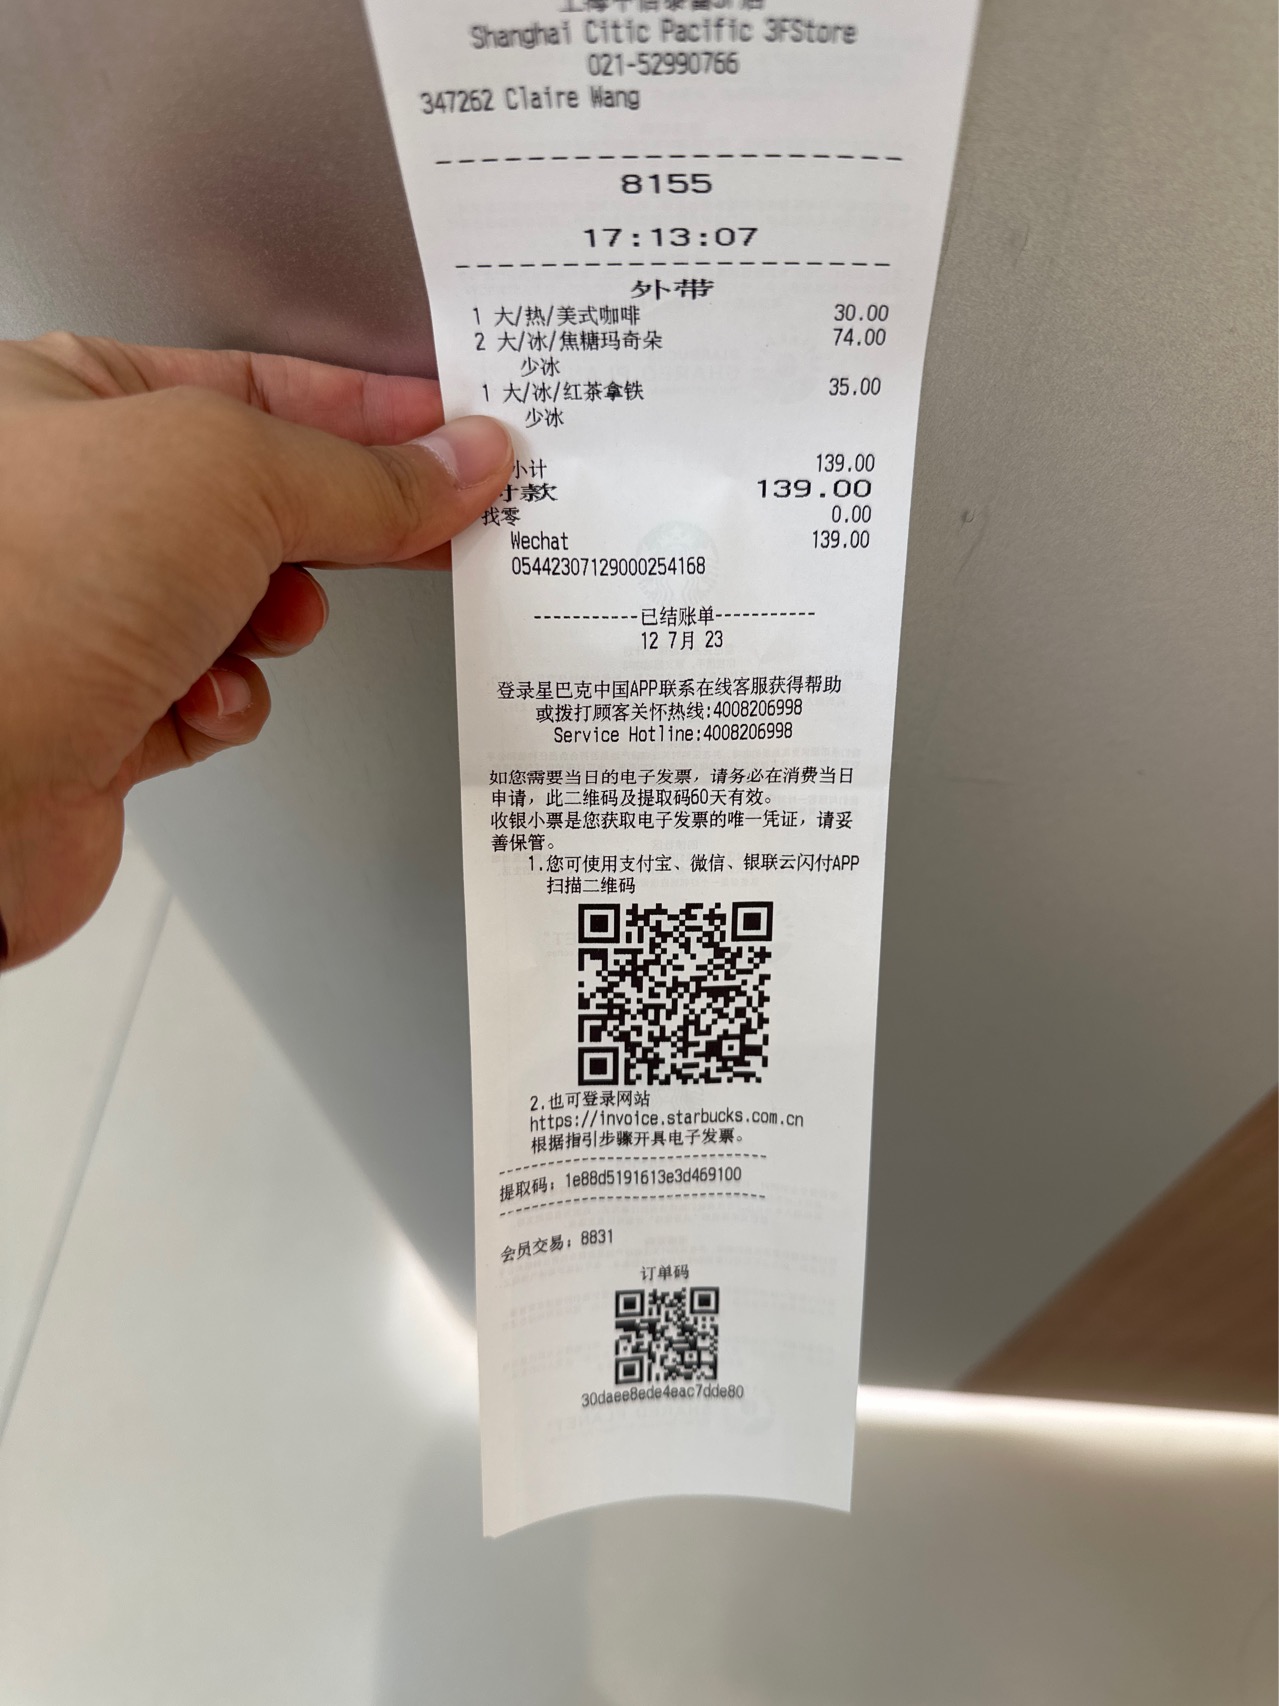 Shanghai Citic Pacific 3FStore
021-52990766
347262 Claire Wang
8155
17:13:07
外带
1 大/热/美式咖啡 30.00
2 大/冰/焦糖玛奇朵 74.00
少冰
1 大/冰/红茶拿铁 35.00
少冰
小计 139.00
付款 139.00
找零 0.00
Wechat 139.00
05442307129000254168
-----------已结账单-----------
12 7月 23
登录星巴克中国APP联系在线客服获得帮助
或拨打顾客关怀热线:4008206998
Service Hotline:4008206998
如您需要当日的电子发票，请务必在消费当日
申请，此二维码及提取码60天有效。
收银小票是您获取电子发票的唯一凭证，请妥
善保管。
1.您可使用支付宝、微信、银联云闪付APP
扫描二维码
2.也可登录网站
https://invoice.starbucks.com.cn
根据指引步骤开具电子发票。
提取码：1e88d5191613e3d469100
会员交易：8831
订单码
30daee8ede4eac7dde80